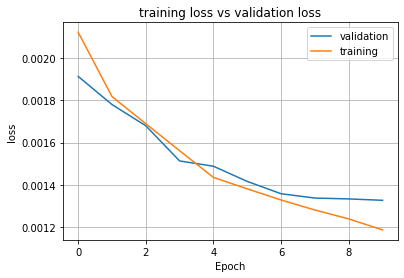 training loss vs validation loss
validation
training
0.0020
0.0018
0.0016
0.0014
0.0012
loss
0 2 4 6 8
Epoch